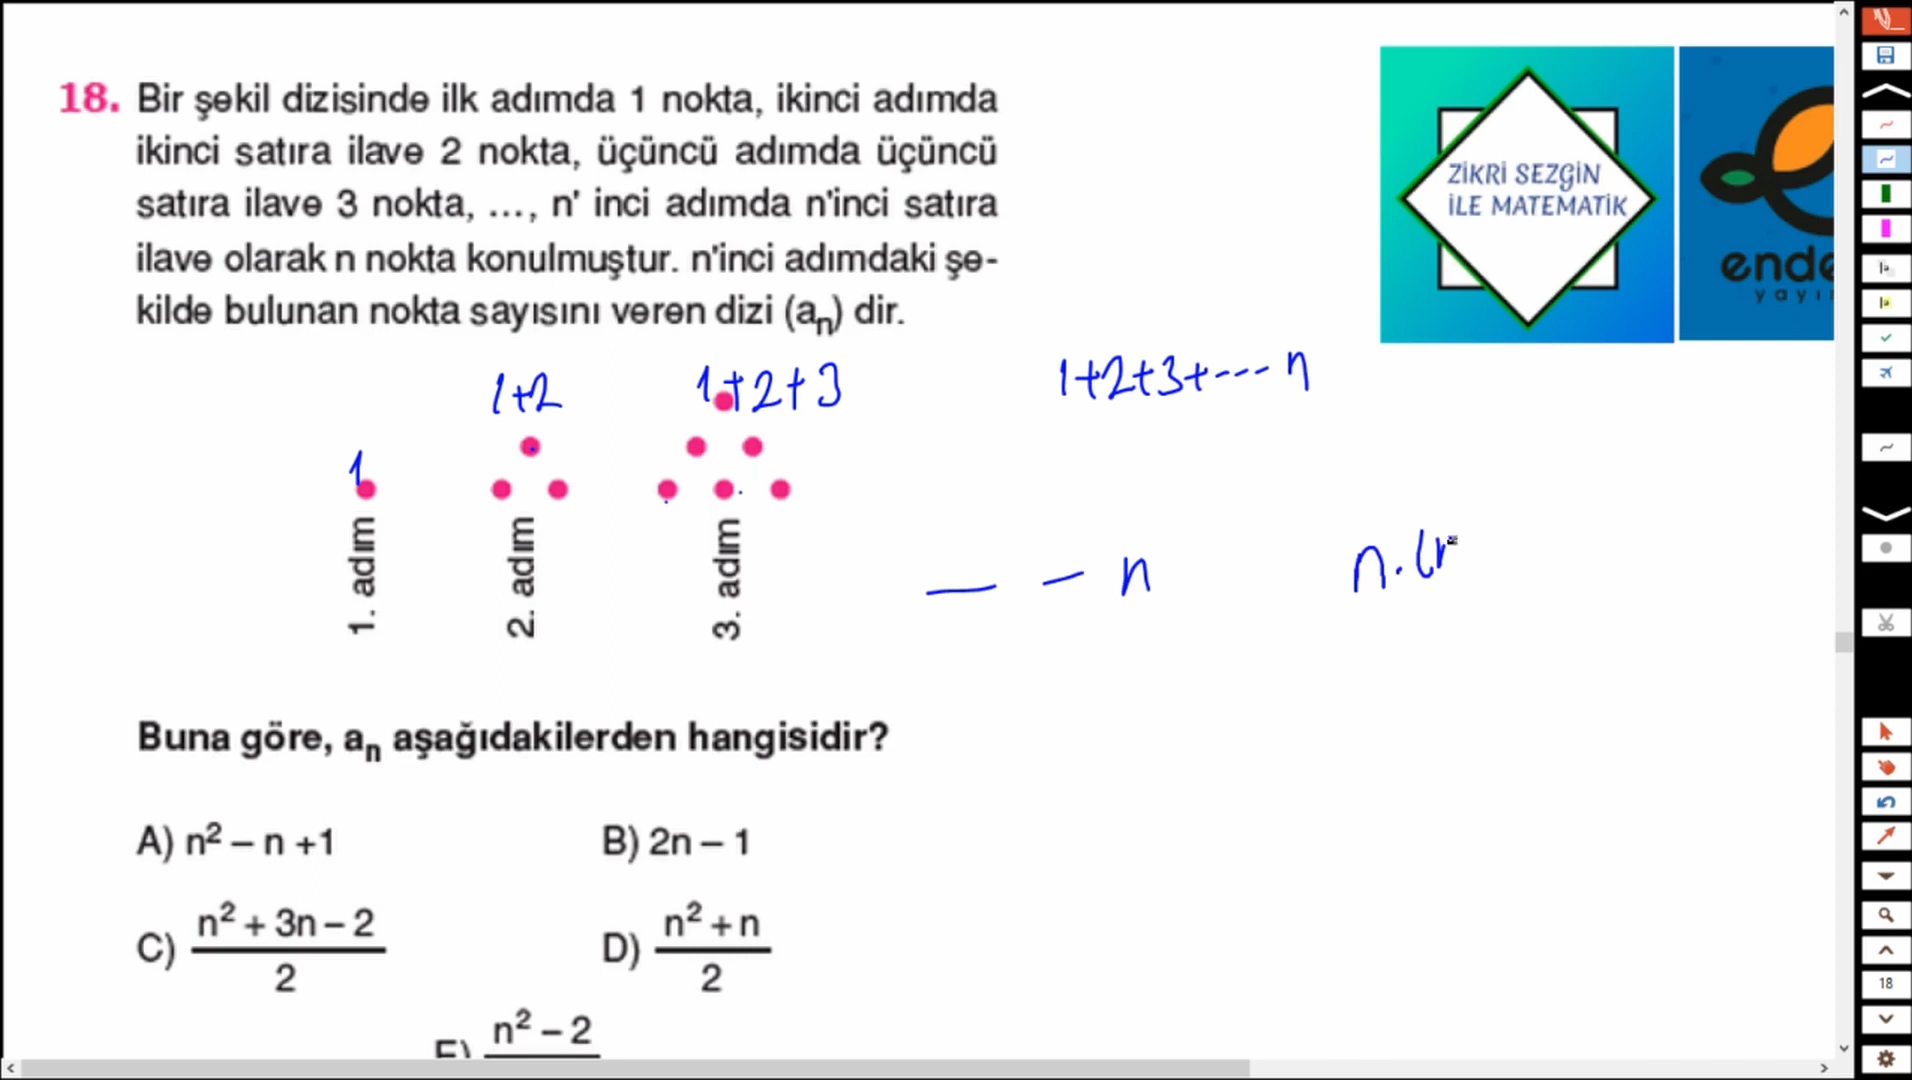 18. Bir şekil dizisinde ilk adımda 1 nokta, ikinci adımda
ikinci satıra ilave 2 nokta, üçüncü adımda üçüncü
satıra ilave 3 nokta, ..., n' inci adımda n'inci satıra
ilave olarak n nokta konulmuştur. n'inci adımdaki şe-
kilde bulunan nokta sayısını veren dizi (aₙ) dir.
ZİKRİ SEZGİN
İLE MATEMATİK
1
1+2
1+2+3
1+2+3+--- n
1. adım
2. adım
3. adım
— — n
n.(
Buna göre, aₙ aşağıdakilerden hangisidir?
A) n² – n +1
B) 2n – 1
C) (n² + 3n – 2)/2
D) (n² + n)/2
n² – 2
18